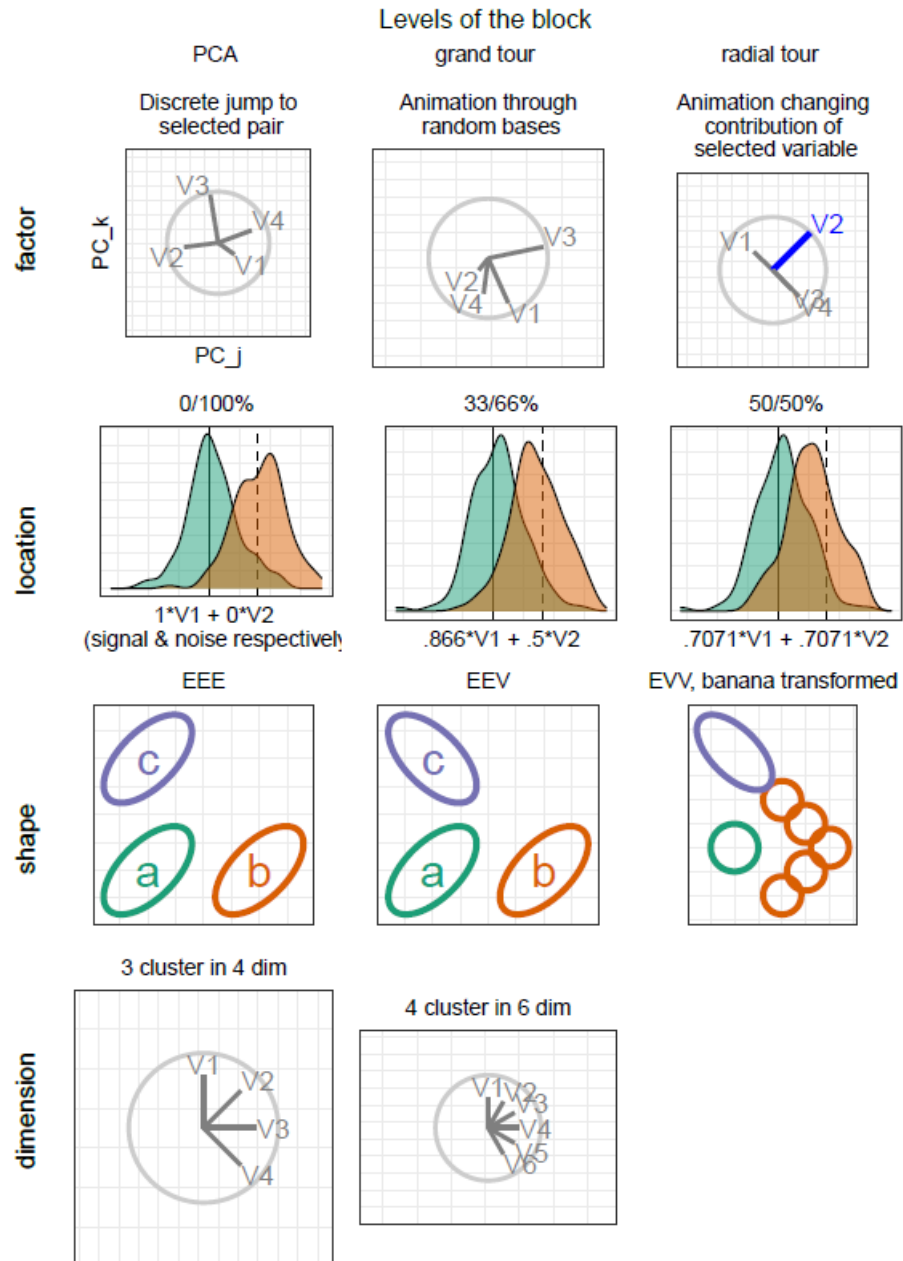 Levels of the block
PCA
grand tour
radial tour
factor
Discrete jump to
selected pair
PC_k
V3
V4
V2
V1
PC_j
Animation through
random bases
V3
V2
V4
V1
Animation changing
contribution of
selected variable
V2
V1
V3
V4
location
0/100%
1*V1 + 0*V2
(signal & noise respectively
33/66%
.866*V1 + .5*V2
50/50%
.7071*V1 + .7071*V2
shape
EEE
c
a
b
EEV
c
a
b
EVV, banana transformed
dimension
3 cluster in 4 dim
V1
V2
V3
V4
4 cluster in 6 dim
V1
V2
V3
V4
V5
V6